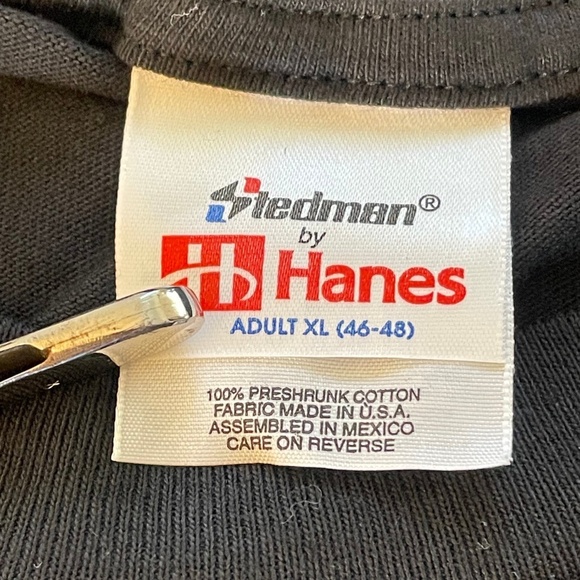 Stedman®
by
H Hanes
ADULT XL (46-48)
100% PRESHRUNK COTTON
FABRIC MADE IN U.S.A.
ASSEMBLED IN MEXICO
CARE ON REVERSE